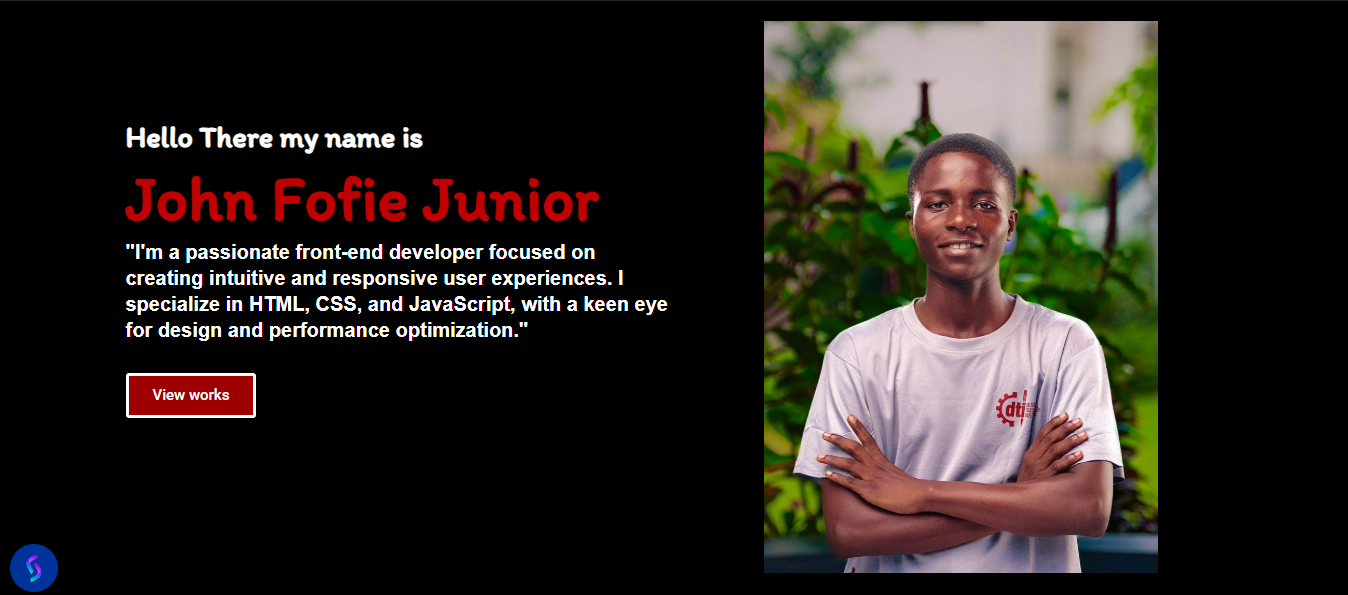 Hello There my name is
John Fofie Junior
"I'm a passionate front-end developer focused on
creating intuitive and responsive user experiences. I
specialize in HTML, CSS, and JavaScript, with a keen eye
for design and performance optimization."
View works
dti